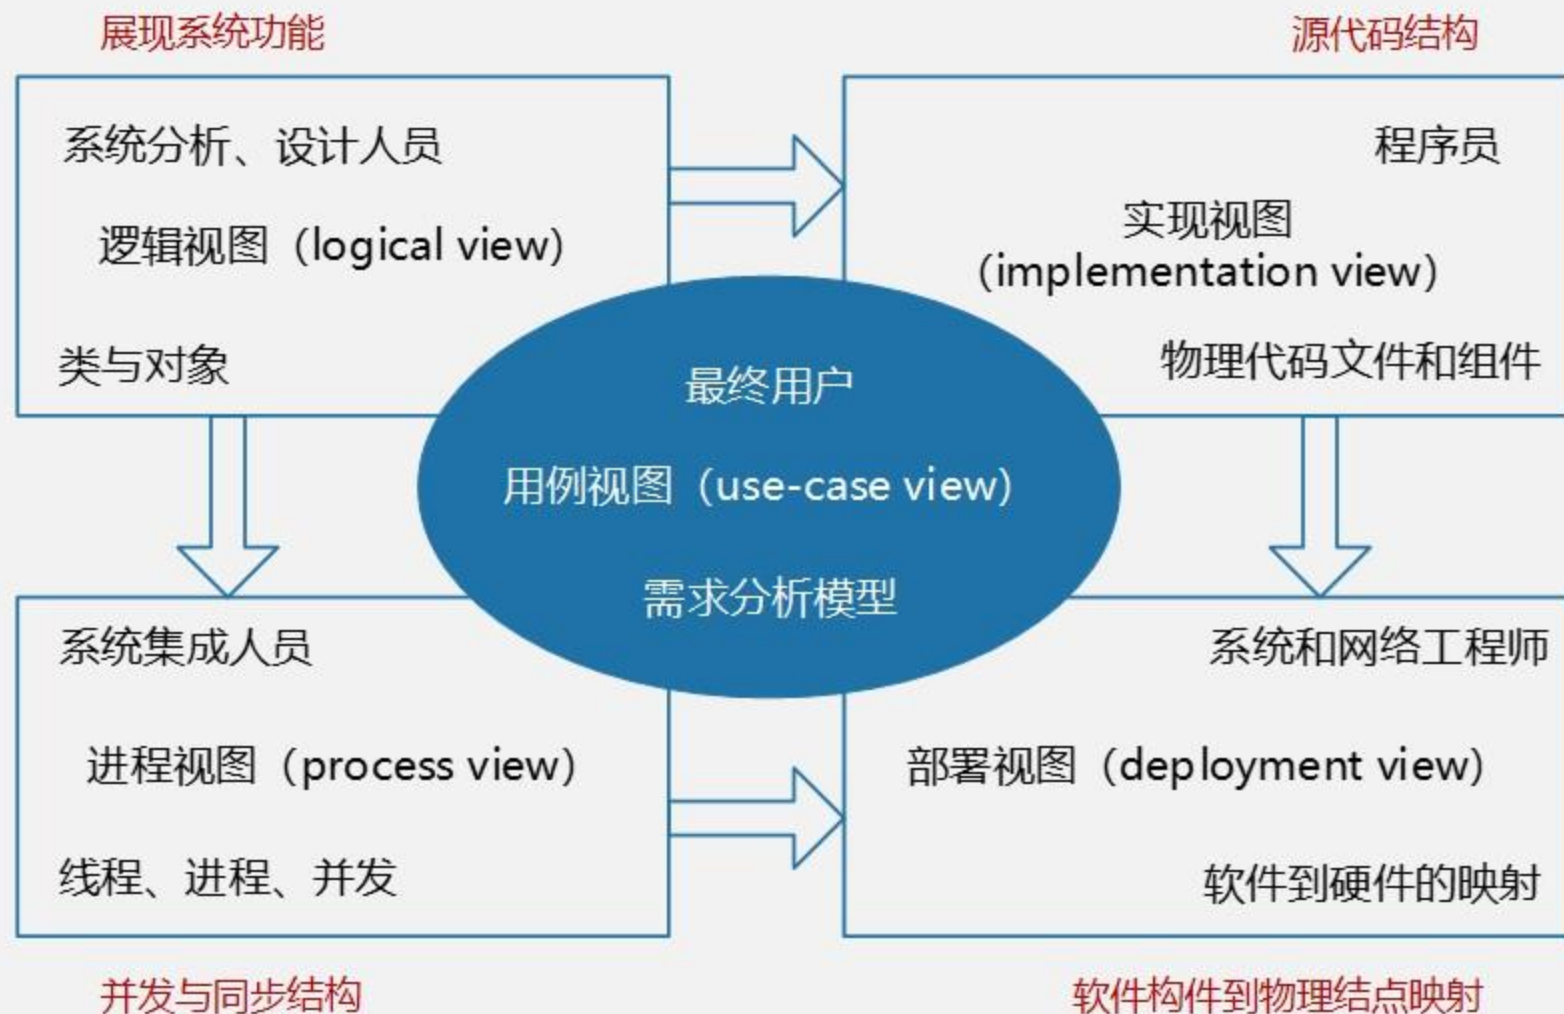 展现系统功能
源代码结构
系统分析、设计人员
逻辑视图（logical view）
类与对象
程序员
实现视图
（implementation view）
物理代码文件和组件
最终用户
用例视图（use-case view）
需求分析模型
系统集成人员
进程视图（process view）
线程、进程、并发
系统和网络工程师
部署视图（deployment view）
软件到硬件的映射
并发与同步结构
软件构件到物理结点映射